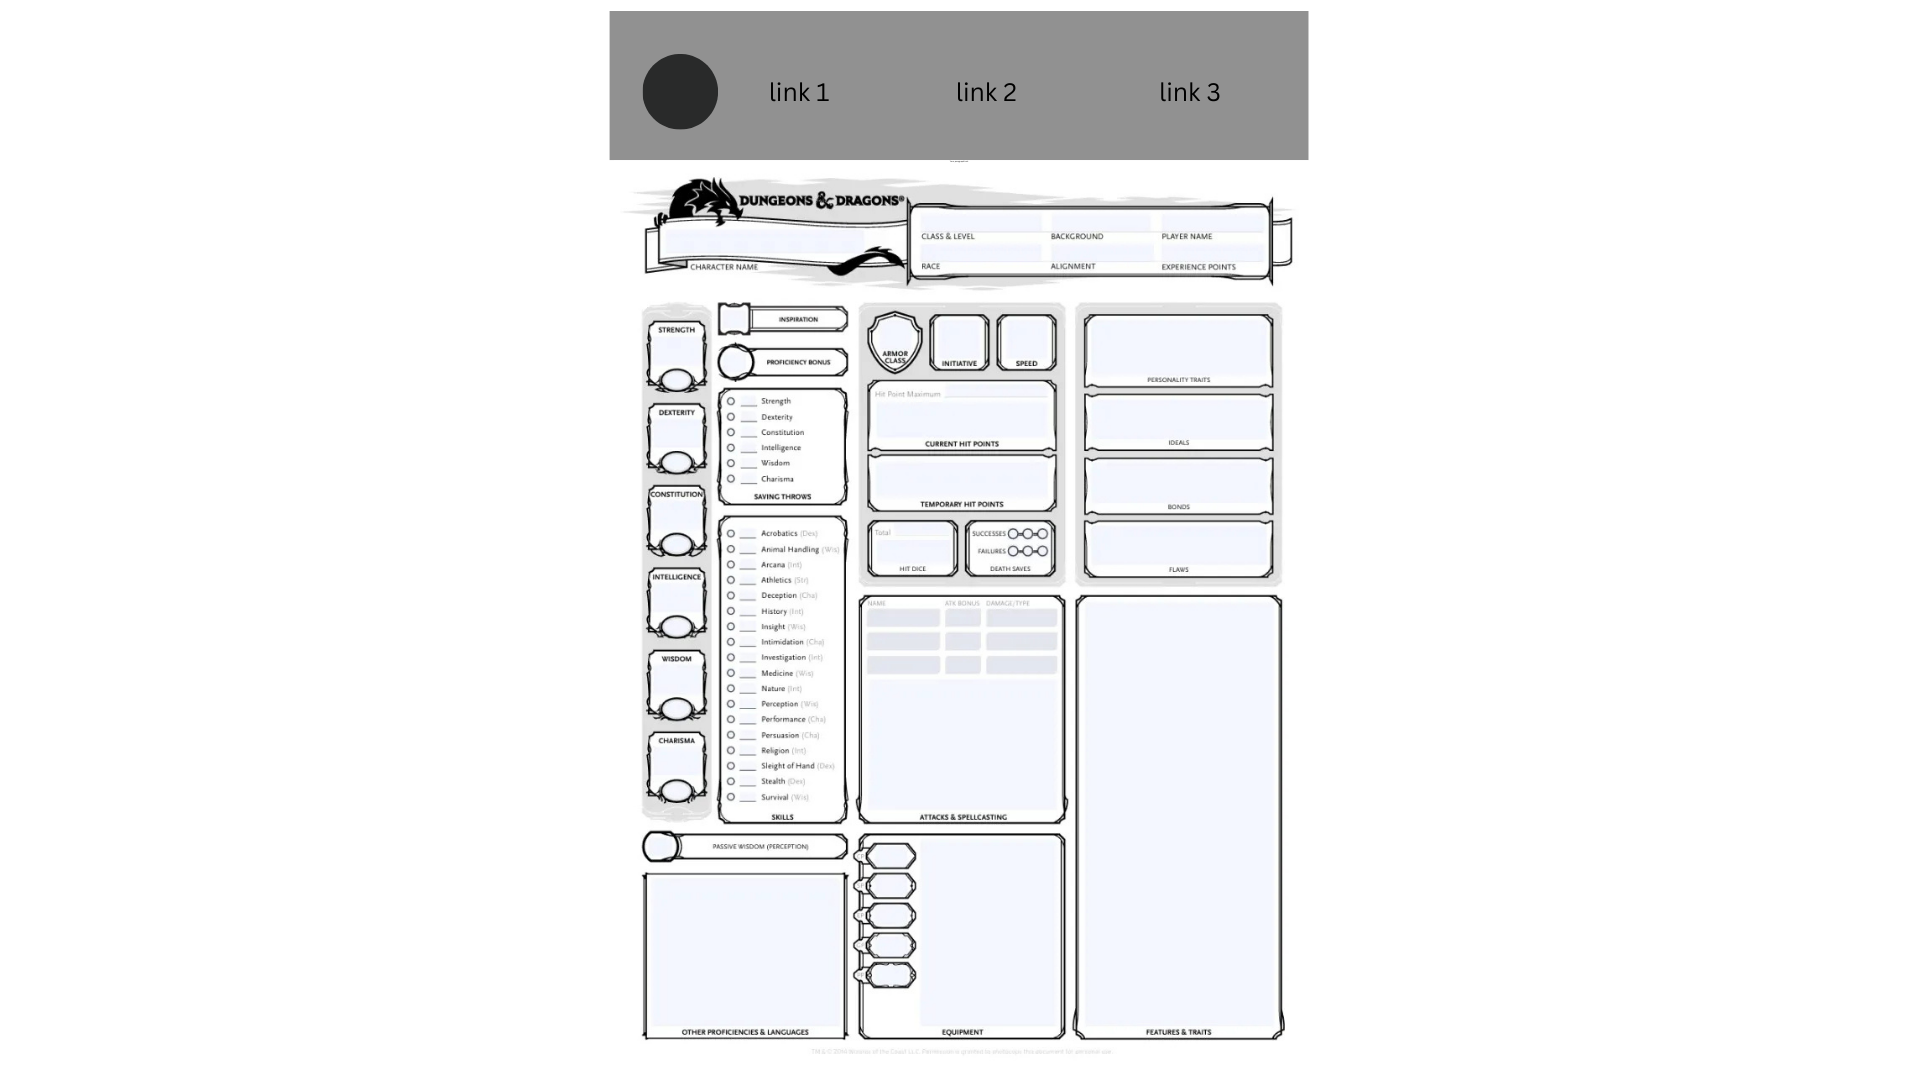 link 1 link 2 link 3
DUNGEONS & DRAGONS®
CLASS & LEVEL BACKGROUND PLAYER NAME
CHARACTER NAME
RACE ALIGNMENT EXPERIENCE POINTS
STRENGTH
DEXTERITY
CONSTITUTION
INTELLIGENCE
WISDOM
CHARISMA
INSPIRATION
PROFICIENCY BONUS
Strength
Dexterity
Constitution
Intelligence
Wisdom
Charisma
SAVING THROWS
Acrobatics (Dex)
Animal Handling (Wis)
Arcana (Int)
Athletics (Str)
Deception (Cha)
History (Int)
Insight (Wis)
Intimidation (Cha)
Investigation (Int)
Medicine (Wis)
Nature (Int)
Perception (Wis)
Performance (Cha)
Persuasion (Cha)
Religion (Int)
Sleight of Hand (Dex)
Stealth (Dex)
Survival (Wis)
SKILLS
PASSIVE WISDOM (PERCEPTION)
OTHER PROFICIENCIES & LANGUAGES
ARMOR
CLASS
INITIATIVE
SPEED
Hit Point Maximum
CURRENT HIT POINTS
TEMPORARY HIT POINTS
Total
HIT DICE
SUCCESSES
FAILURES
DEATH SAVES
NAME ATK BONUS DAMAGE/TYPE
ATTACKS & SPELLCASTING
EQUIPMENT
PERSONALITY TRAITS
IDEALS
BONDS
FLAWS
FEATURES & TRAITS